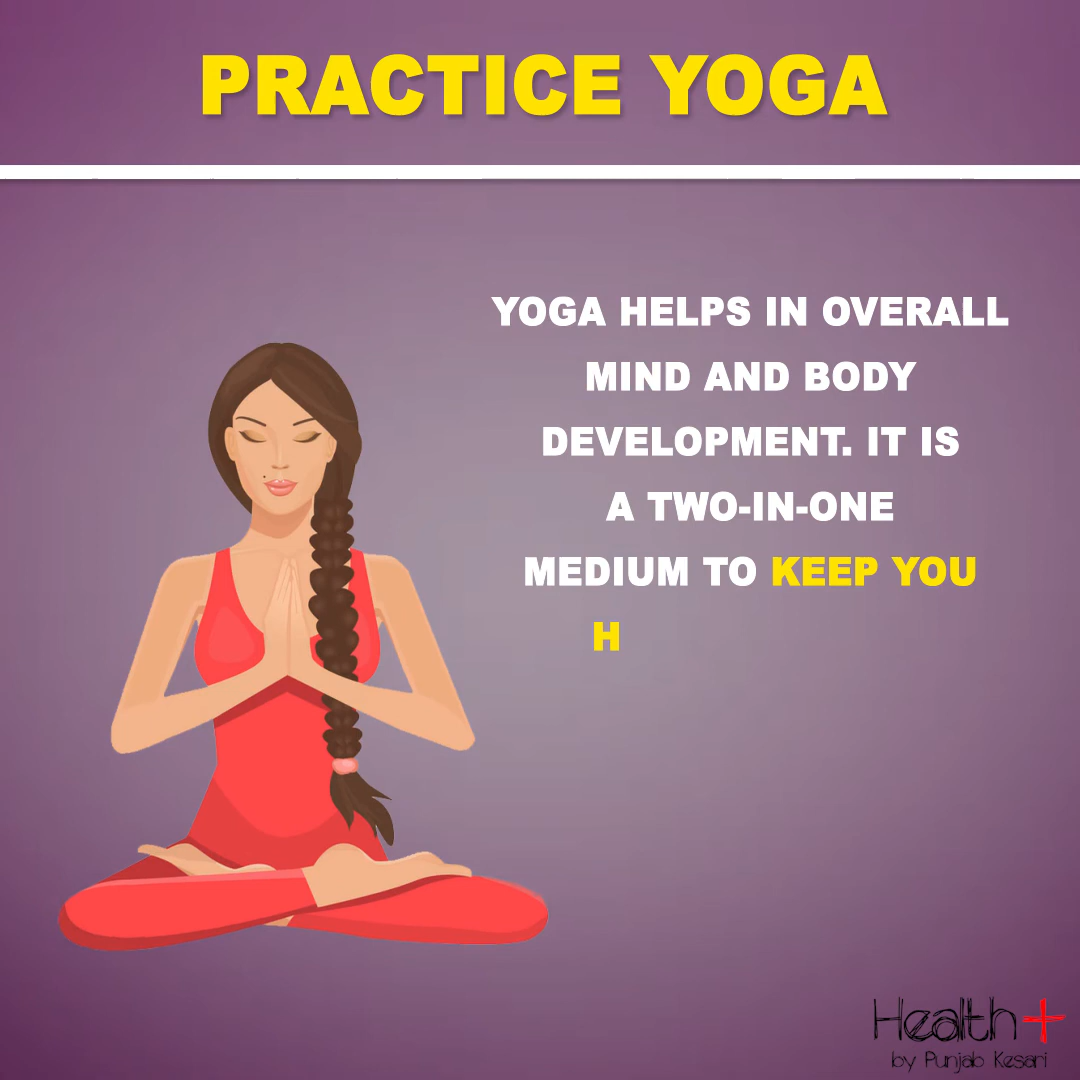 PRACTICE YOGA
YOGA HELPS IN OVERALL
MIND AND BODY
DEVELOPMENT. IT IS
A TWO-IN-ONE
MEDIUM TO KEEP YOU
H
Health+
by Punjab Kesari